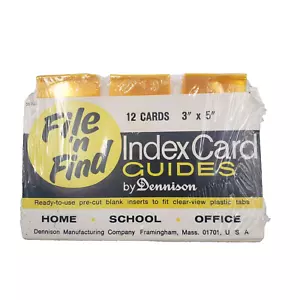 File
'n
Find
12 CARDS 3" x 5"
Index Card
GUIDES
by Dennison
Ready-to-use pre-cut blank inserts to fit clear-view plastic tabs
HOME • SCHOOL • OFFICE
Dennison Manufacturing Company Framingham, Mass. 01701, U. S. A